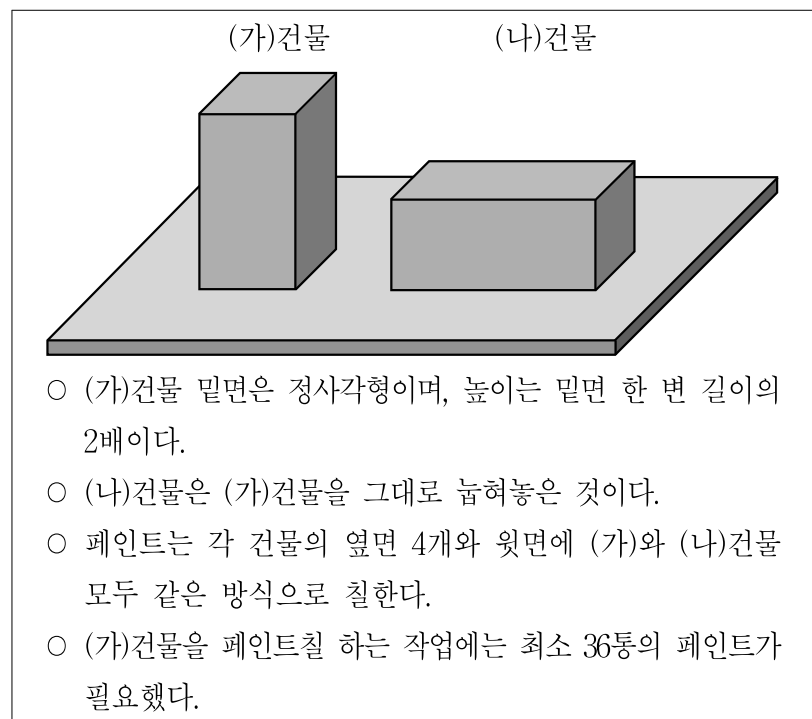 (가)건물 (나)건물
○ (가)건물 밑면은 정사각형이며, 높이는 밑면 한 변 길이의
2배이다.
○ (나)건물은 (가)건물을 그대로 눕혀놓은 것이다.
○ 페인트는 각 건물의 옆면 4개와 윗면에 (가)와 (나)건물
모두 같은 방식으로 칠한다.
○ (가)건물을 페인트칠 하는 작업에는 최소 36통의 페인트가
필요했다.